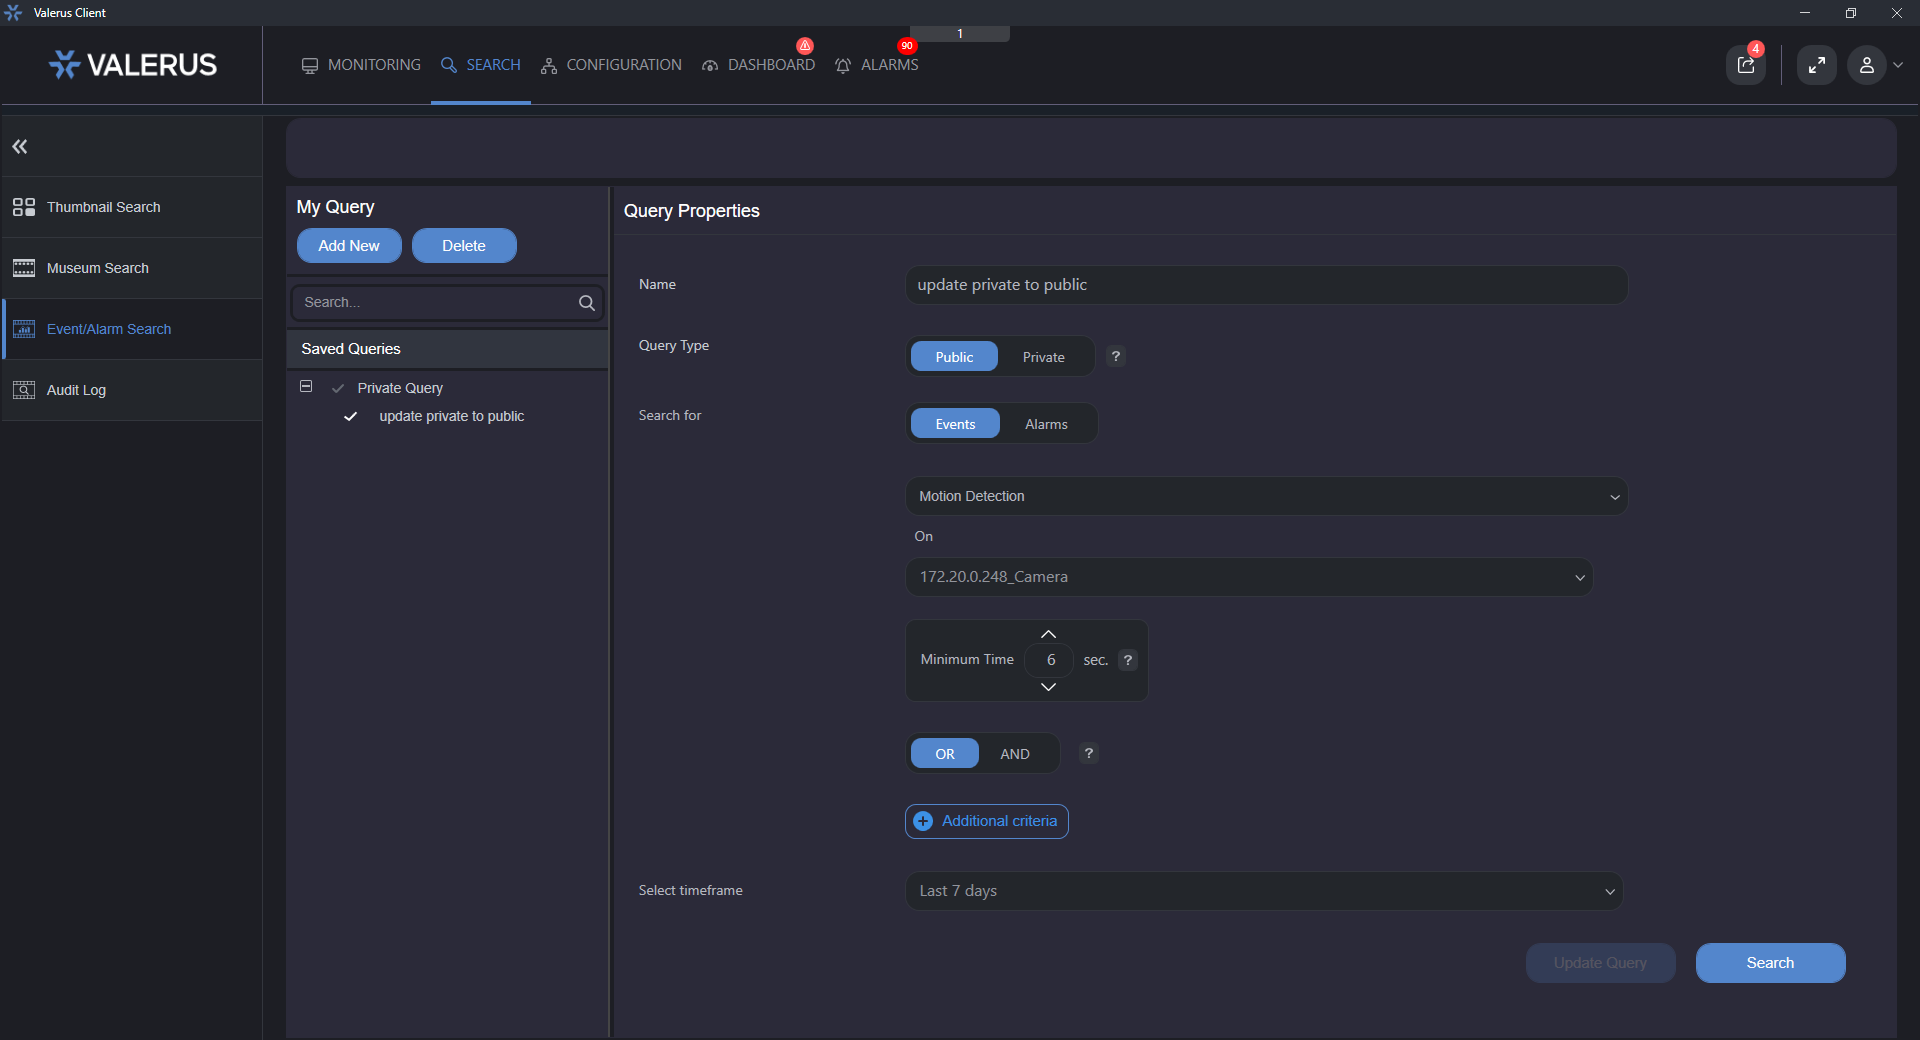 Valerus Client
1
VALERUS
MONITORING
SEARCH
CONFIGURATION
DASHBOARD
90
ALARMS
4
Thumbnail Search
Museum Search
Event/Alarm Search
Audit Log
My Query
Add New
Delete
Search...
Saved Queries
Private Query
update private to public
Query Properties
Name
update private to public
Query Type
Public
Private
?
Search for
Events
Alarms
Motion Detection
On
172.20.0.248_Camera
Minimum Time
6
sec.
?
OR
AND
?
Additional criteria
Select timeframe
Last 7 days
Update Query
Search